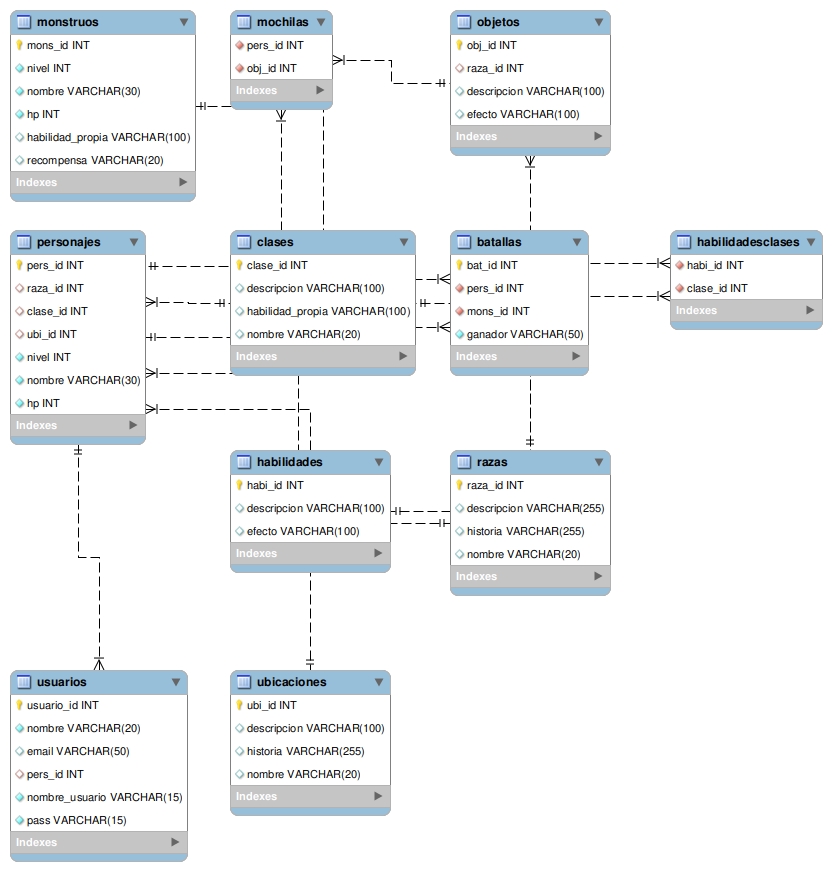 monstruos
mons_id INT
nivel INT
nombre VARCHAR(30)
hp INT
habilidad_propia VARCHAR(100)
recompensa VARCHAR(20)
Indexes
mochilas
pers_id INT
obj_id INT
Indexes
objetos
obj_id INT
raza_id INT
descripcion VARCHAR(100)
efecto VARCHAR(100)
Indexes
personajes
pers_id INT
raza_id INT
clase_id INT
ubi_id INT
nivel INT
nombre VARCHAR(30)
hp INT
Indexes
clases
clase_id INT
descripcion VARCHAR(100)
habilidad_propia VARCHAR(100)
nombre VARCHAR(20)
Indexes
batallas
bat_id INT
pers_id INT
mons_id INT
ganador VARCHAR(50)
Indexes
habilidadesclases
habi_id INT
clase_id INT
Indexes
habilidades
habi_id INT
descripcion VARCHAR(100)
efecto VARCHAR(100)
Indexes
razas
raza_id INT
descripcion VARCHAR(255)
historia VARCHAR(255)
nombre VARCHAR(20)
Indexes
usuarios
usuario_id INT
nombre VARCHAR(20)
email VARCHAR(50)
pers_id INT
nombre_usuario VARCHAR(15)
pass VARCHAR(15)
Indexes
ubicaciones
ubi_id INT
descripcion VARCHAR(100)
historia VARCHAR(255)
nombre VARCHAR(20)
Indexes